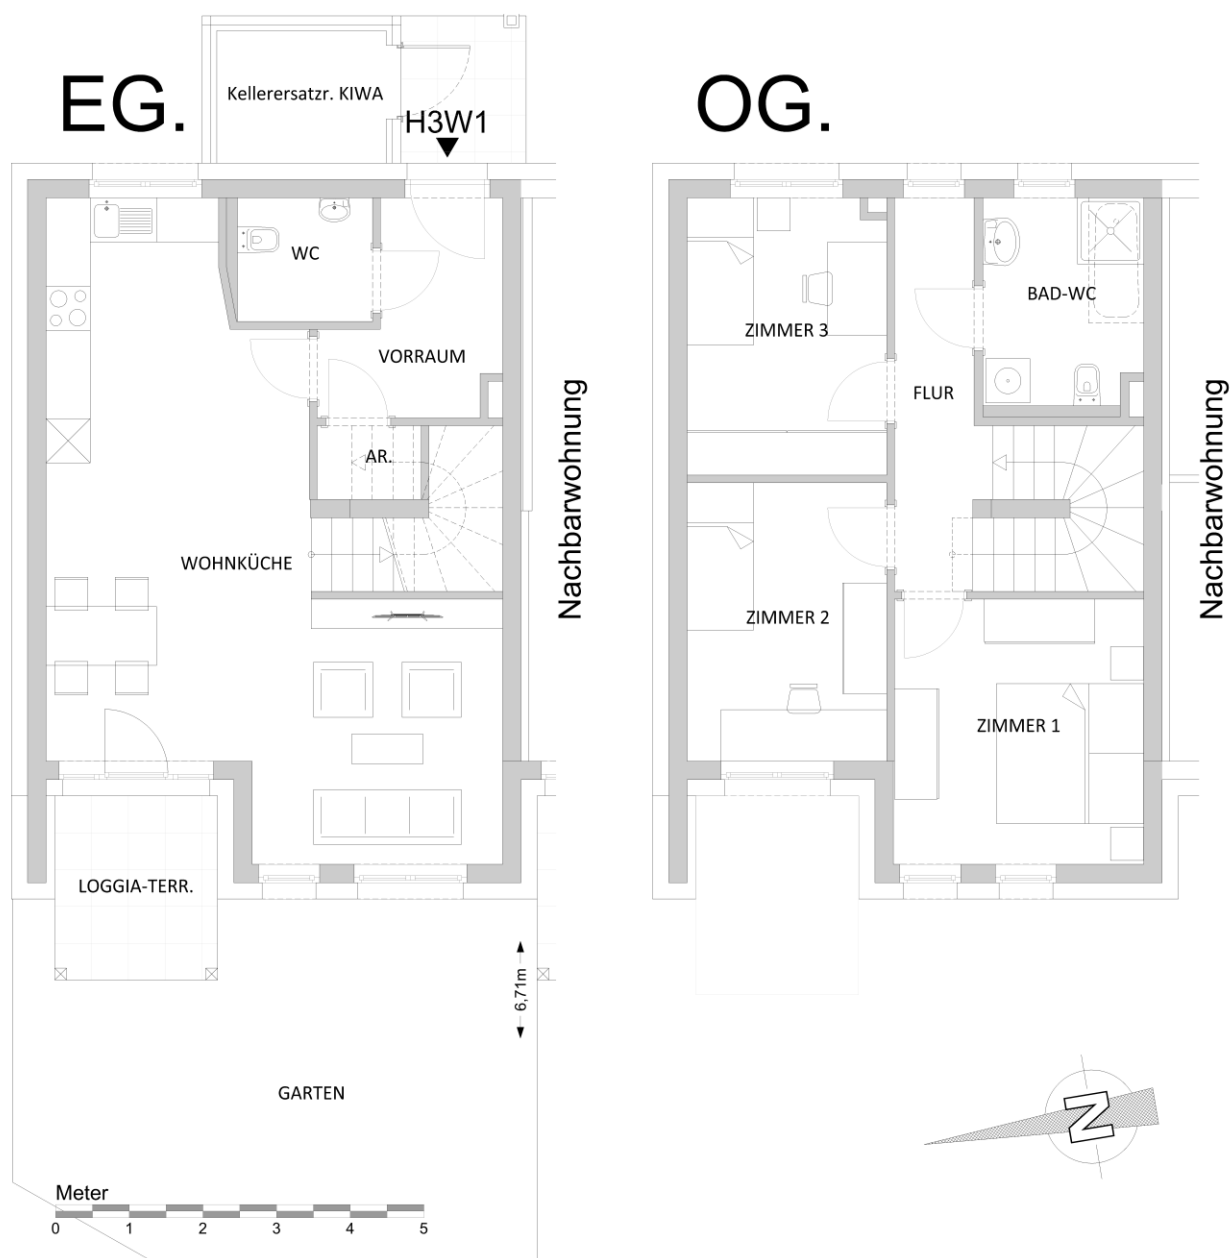 EG.
Kellerersatzr. KIWA
H3W1
OG.
WC
VORRAUM
AR.
WOHNKÜCHE
Nachbarwohnung
LOGGIA-TERR.
6,71m
GARTEN
Meter
0 1 2 3 4 5
BAD-WC
ZIMMER 3
FLUR
ZIMMER 2
ZIMMER 1
Nachbarwohnung
N